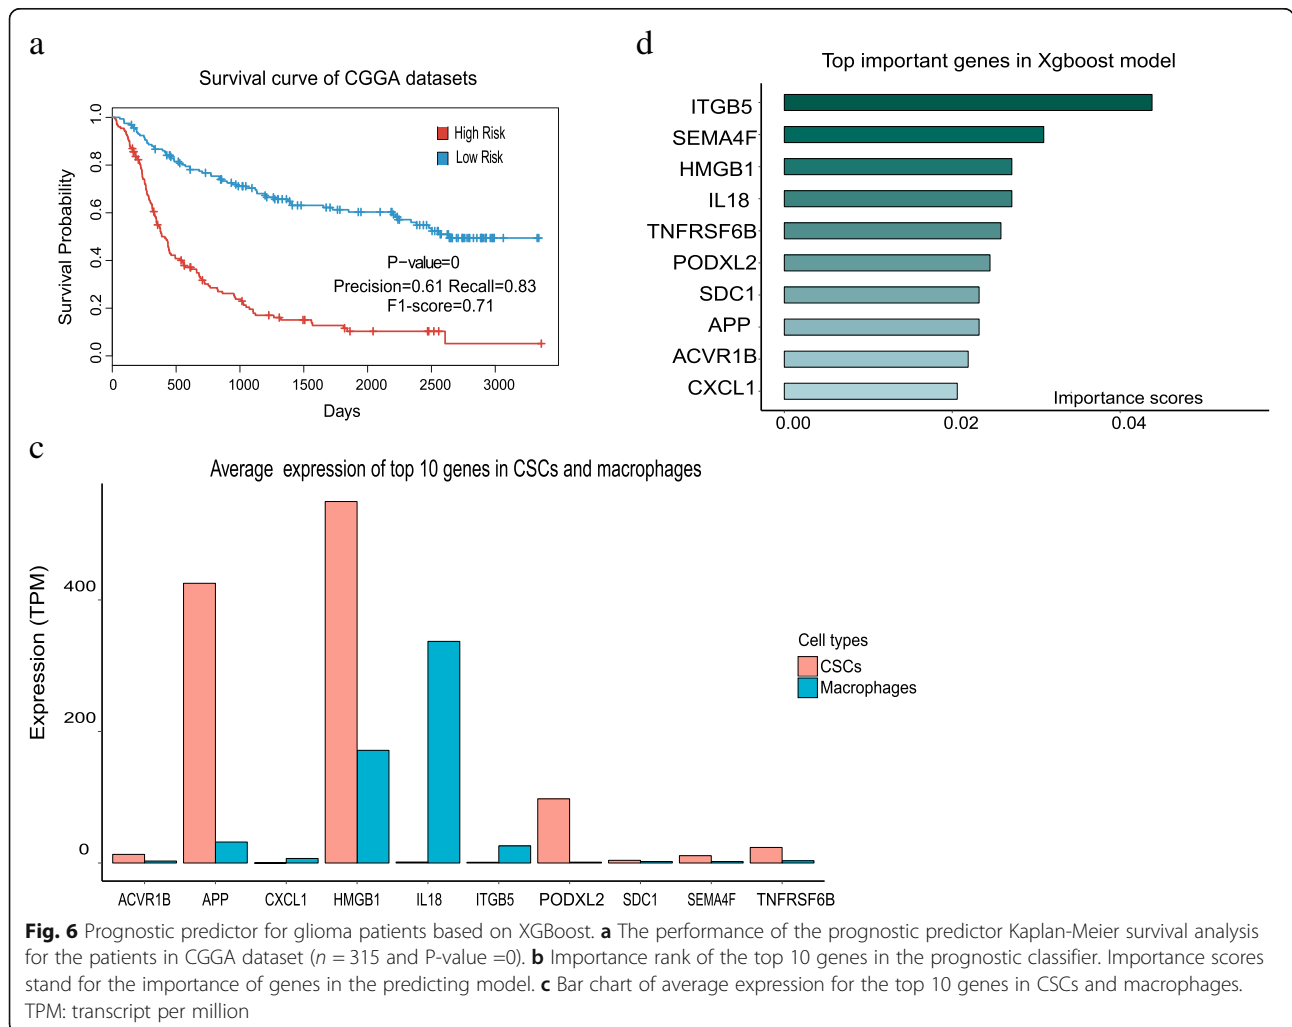 a
Survival curve of CGGA datasets
Survival Probability
1.0
0.8
0.6
0.4
0.2
0.0
High Risk
Low Risk
P−value=0
Precision=0.61 Recall=0.83
F1-score=0.71
0 500 1000 1500 2000 2500 3000
Days
d
Top important genes in Xgboost model
ITGB5
SEMA4F
HMGB1
IL18
TNFRSF6B
PODXL2
SDC1
APP
ACVR1B
CXCL1
Importance scores
0.00 0.02 0.04
c
Average expression of top 10 genes in CSCs and macrophages
Expression (TPM)
400
200
0
Cell types
CSCs
Macrophages
ACVR1B APP CXCL1 HMGB1 IL18 ITGB5 PODXL2 SDC1 SEMA4F TNFRSF6B
Fig. 6 Prognostic predictor for glioma patients based on XGBoost. a The performance of the prognostic predictor Kaplan-Meier survival analysis
for the patients in CGGA dataset (n = 315 and P-value =0). b Importance rank of the top 10 genes in the prognostic classifier. Importance scores
stand for the importance of genes in the predicting model. c Bar chart of average expression for the top 10 genes in CSCs and macrophages.
TPM: transcript per million